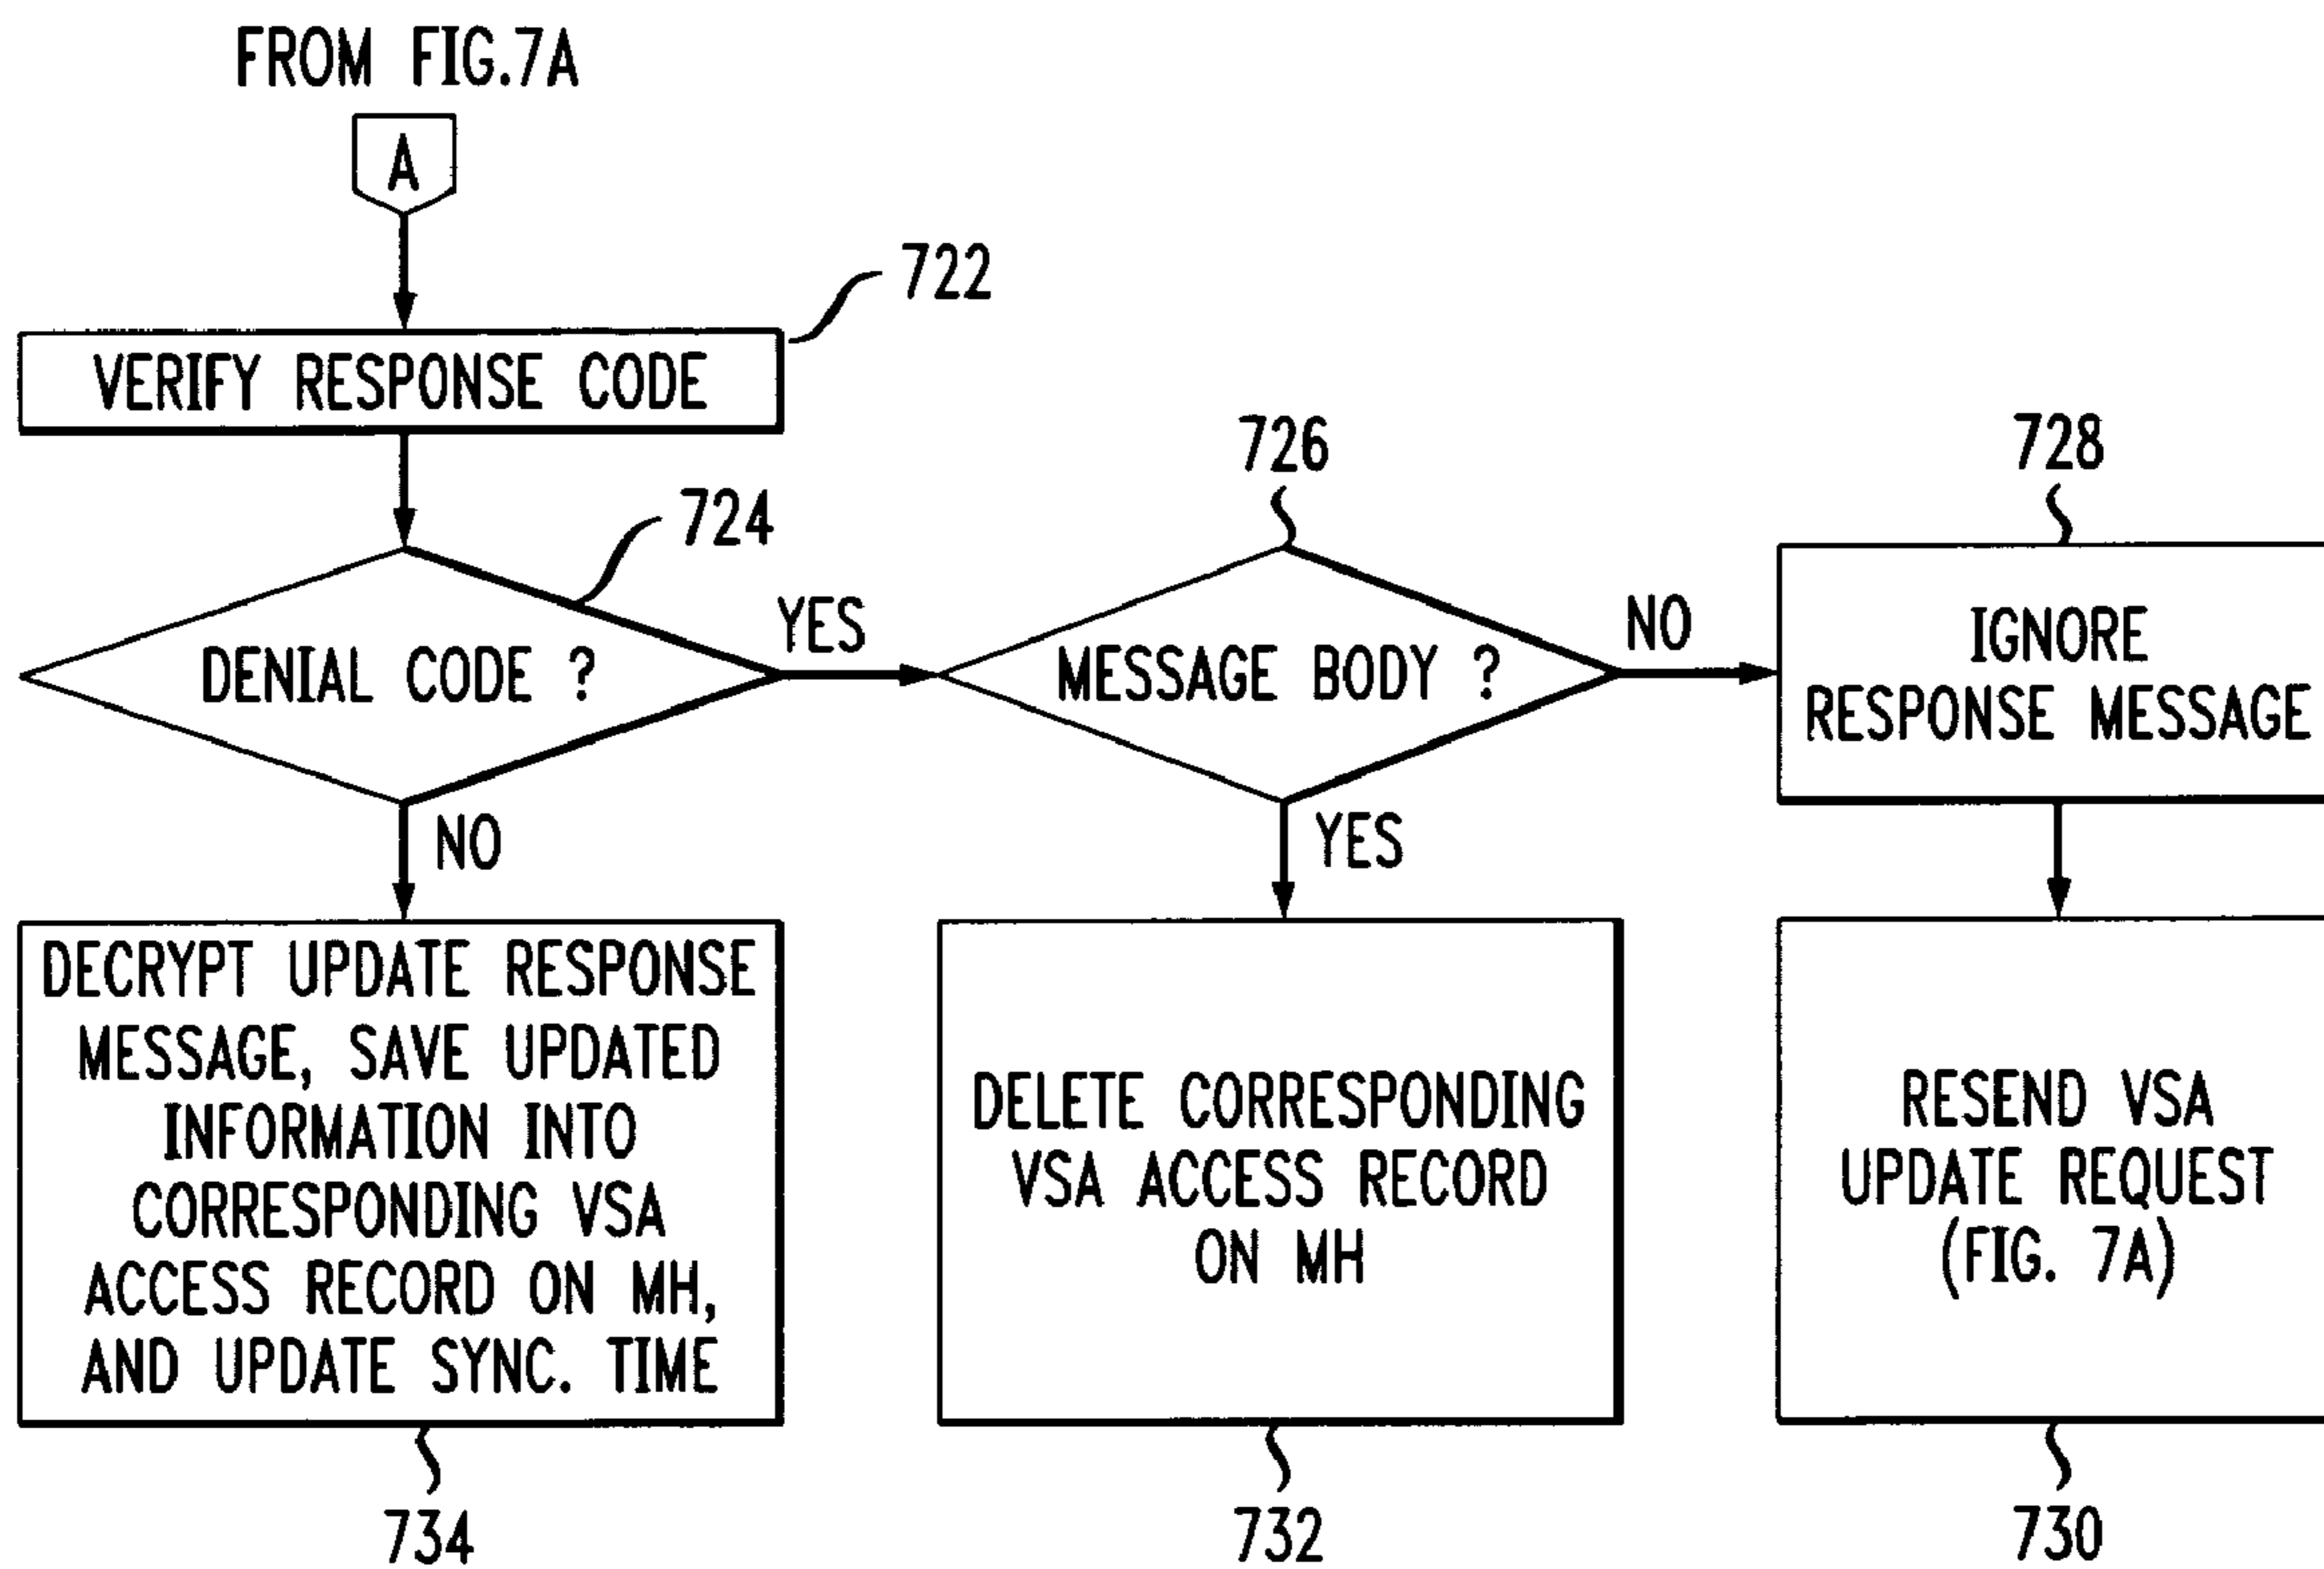 FROM FIG.7A
A
722
VERIFY RESPONSE CODE
724
DENIAL CODE ?
YES
NO
726
MESSAGE BODY ?
NO
YES
728
IGNORE
RESPONSE MESSAGE
DECRYPT UPDATE RESPONSE
MESSAGE, SAVE UPDATED
INFORMATION INTO
CORRESPONDING VSA
ACCESS RECORD ON MH,
AND UPDATE SYNC. TIME
734
DELETE CORRESPONDING
VSA ACCESS RECORD
ON MH
732
RESEND VSA
UPDATE REQUEST
(FIG. 7A)
730